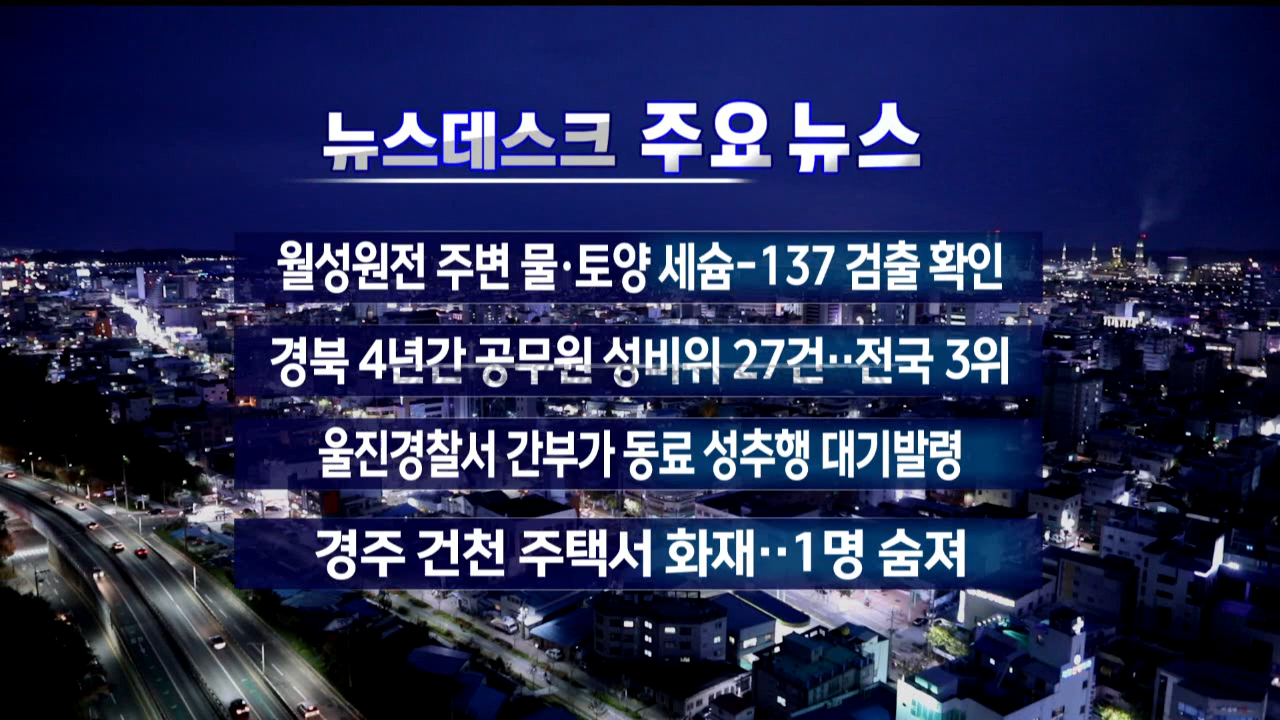 뉴스데스크 주요뉴스
월성원전 주변 물·토양 세슘-137 검출 확인
경북 4년간 공무원 성비위 27건··전국 3위
울진경찰서 간부가 동료 성추행 대기발령
경주 건천 주택서 화재··1명 숨져